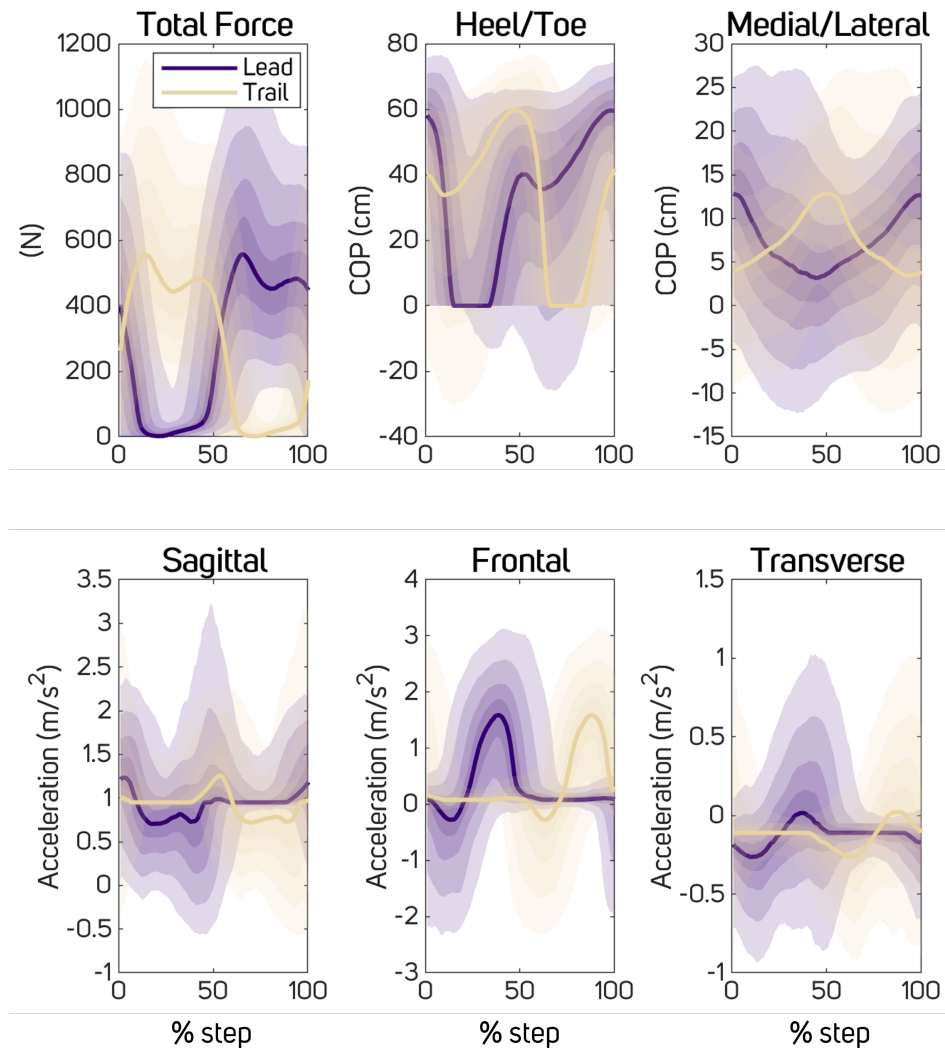 Total Force
Heel/Toe
Medial/Lateral
1200
1000
800
600
400
200
0
(N)
Lead
Trail
0 50 100
80
60
40
20
0
-20
-40
COP (cm)
0 50 100
30
25
20
15
10
5
0
-5
-10
-15
COP (cm)
0 50 100
Sagittal
Frontal
Transverse
3.5
3
2.5
2
1.5
1
0.5
0
-0.5
-1
Acceleration (m/s²)
0 50 100
% step
4
3
2
1
0
-1
-2
-3
Acceleration (m/s²)
0 50 100
% step
1.5
1
0.5
0
-0.5
-1
Acceleration (m/s²)
0 50 100
% step